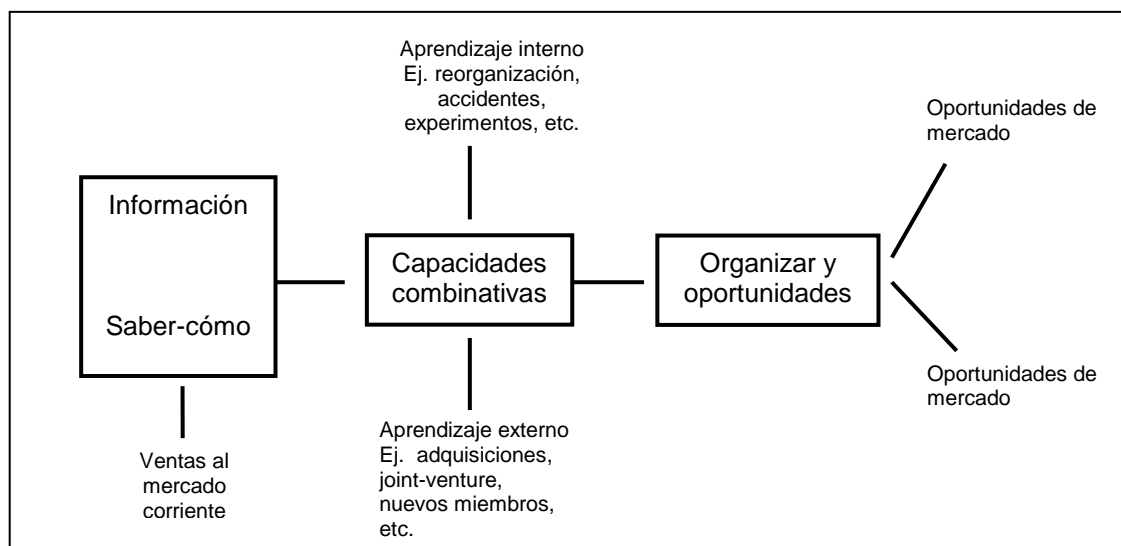 Aprendizaje interno
Ej. reorganización,
accidentes,
experimentos, etc.
Oportunidades de
mercado
Información
Saber-cómo
Capacidades
combinativas
Organizar y
oportunidades
Oportunidades de
mercado
Ventas al
mercado
corriente
Aprendizaje externo
Ej. adquisiciones,
joint-venture,
nuevos miembros,
etc.